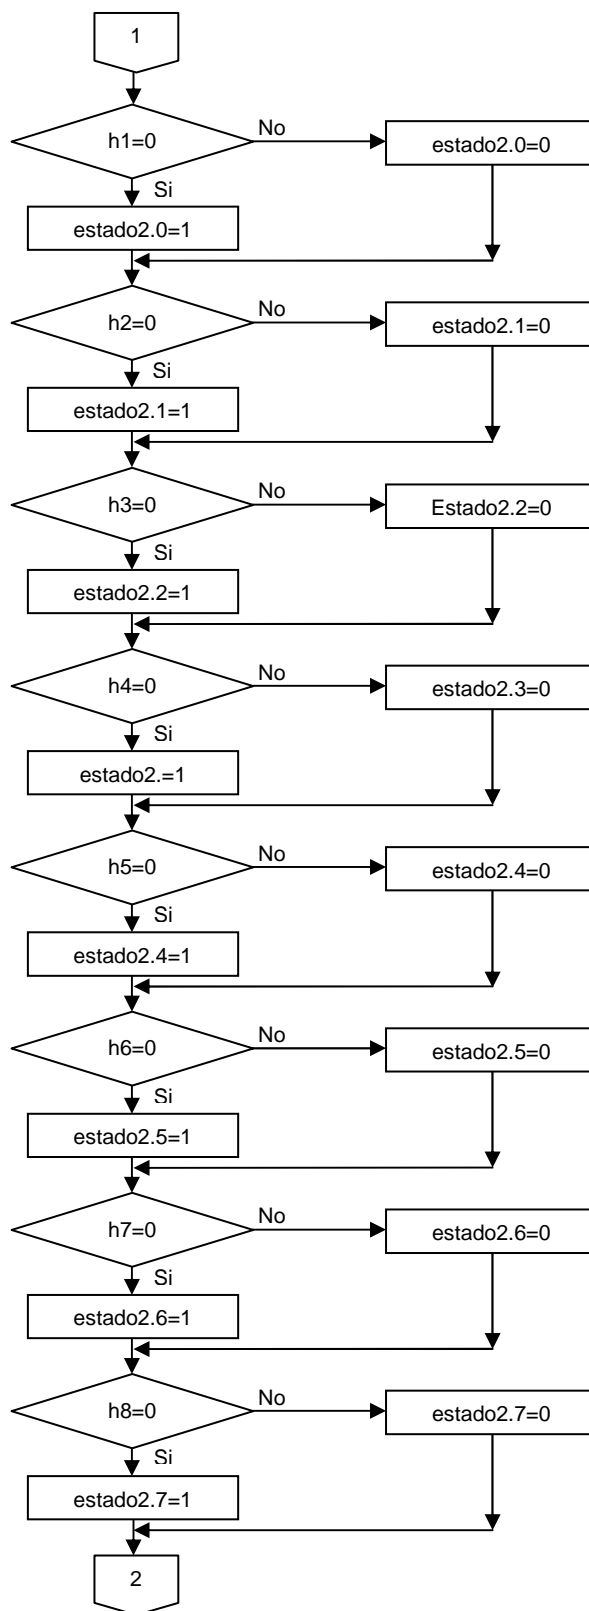 1
h1=0
No
estado2.0=0
Si
estado2.0=1
h2=0
No
estado2.1=0
Si
estado2.1=1
h3=0
No
Estado2.2=0
Si
estado2.2=1
h4=0
No
estado2.3=0
Si
estado2.=1
h5=0
No
estado2.4=0
Si
estado2.4=1
h6=0
No
estado2.5=0
Si
estado2.5=1
h7=0
No
estado2.6=0
Si
estado2.6=1
h8=0
No
estado2.7=0
Si
estado2.7=1
2